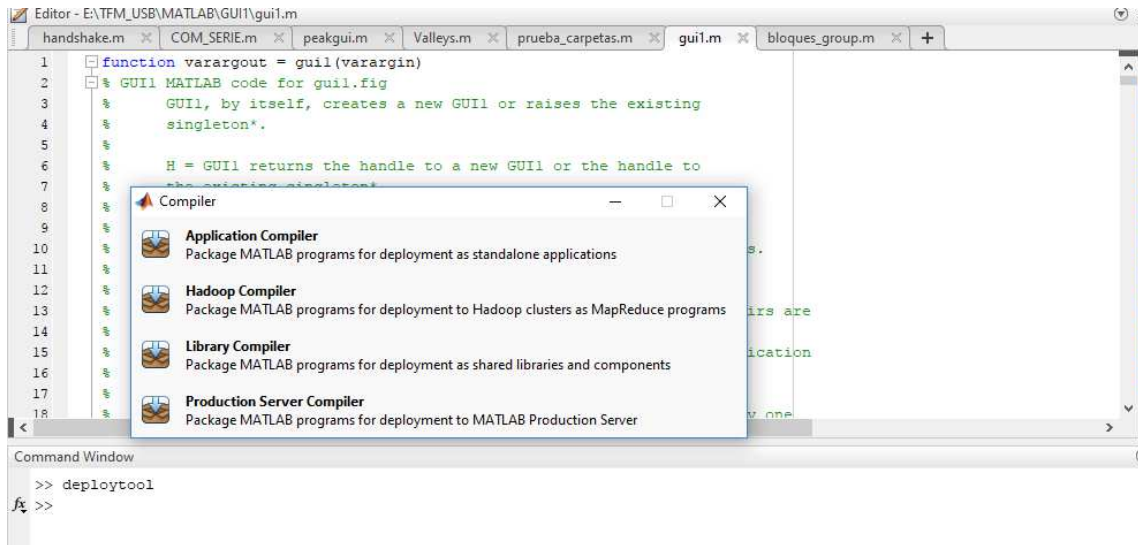 Editor - E:\TFM_USB\MATLAB\GUI1\gui1.m
handshake.m COM_SERIE.m peakgui.m Valleys.m prueba_carpetas.m gui1.m bloques_group.m +
1 function varargout = gui1(varargin)
2 % GUI1 MATLAB code for gui1.fig
3 % GUI1, by itself, creates a new GUI1 or raises the existing
4 % singleton*.
5 %
6 % H = GUI1 returns the handle to a new GUI1 or the handle to
7 % the existing singleton*.
8 %
9 %
10 % s.
11 %
12 %
13 % irs are
14 %
15 % ication
16 %
17 %
18 % y one
Compiler
Application Compiler
Package MATLAB programs for deployment as standalone applications
Hadoop Compiler
Package MATLAB programs for deployment to Hadoop clusters as MapReduce programs
Library Compiler
Package MATLAB programs for deployment as shared libraries and components
Production Server Compiler
Package MATLAB programs for deployment to MATLAB Production Server
Command Window
>> deploytool
fx >>